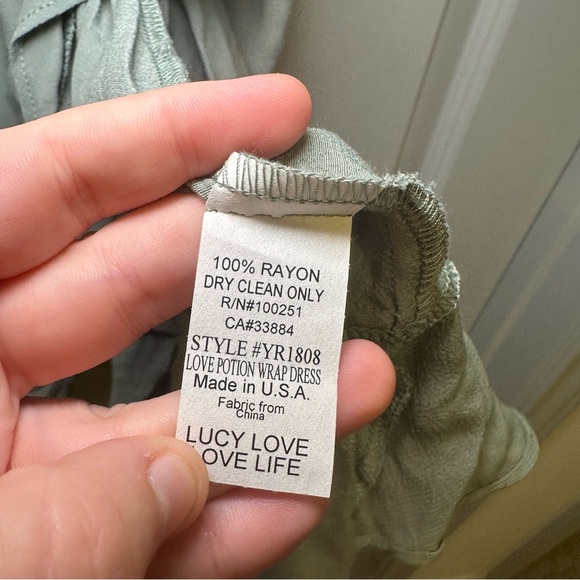 100% RAYON
DRY CLEAN ONLY
R/N#100251
CA#33884
STYLE #YR1808
LOVE POTION WRAP DRESS
Made in U.S.A.
Fabric from
China
LUCY LOVE
LOVE LIFE